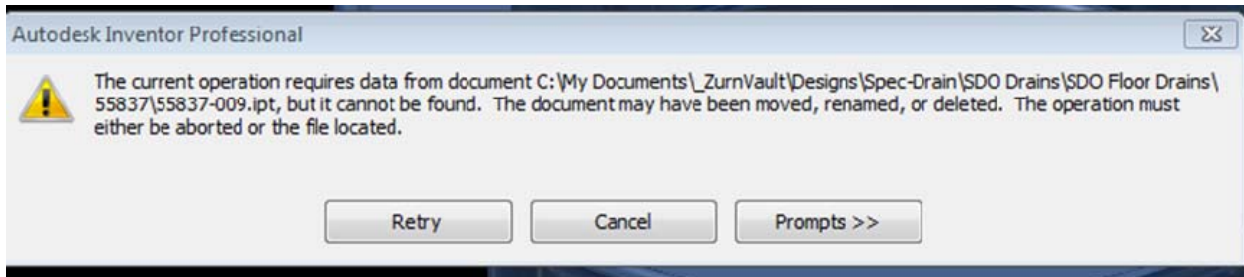 Autodesk Inventor Professional
The current operation requires data from document C:\My Documents\_ZurnVault\Designs\Spec-Drain\SDO Drains\SDO Floor Drains\
55837\55837-009.ipt, but it cannot be found. The document may have been moved, renamed, or deleted. The operation must
either be aborted or the file located.
Retry Cancel Prompts >>